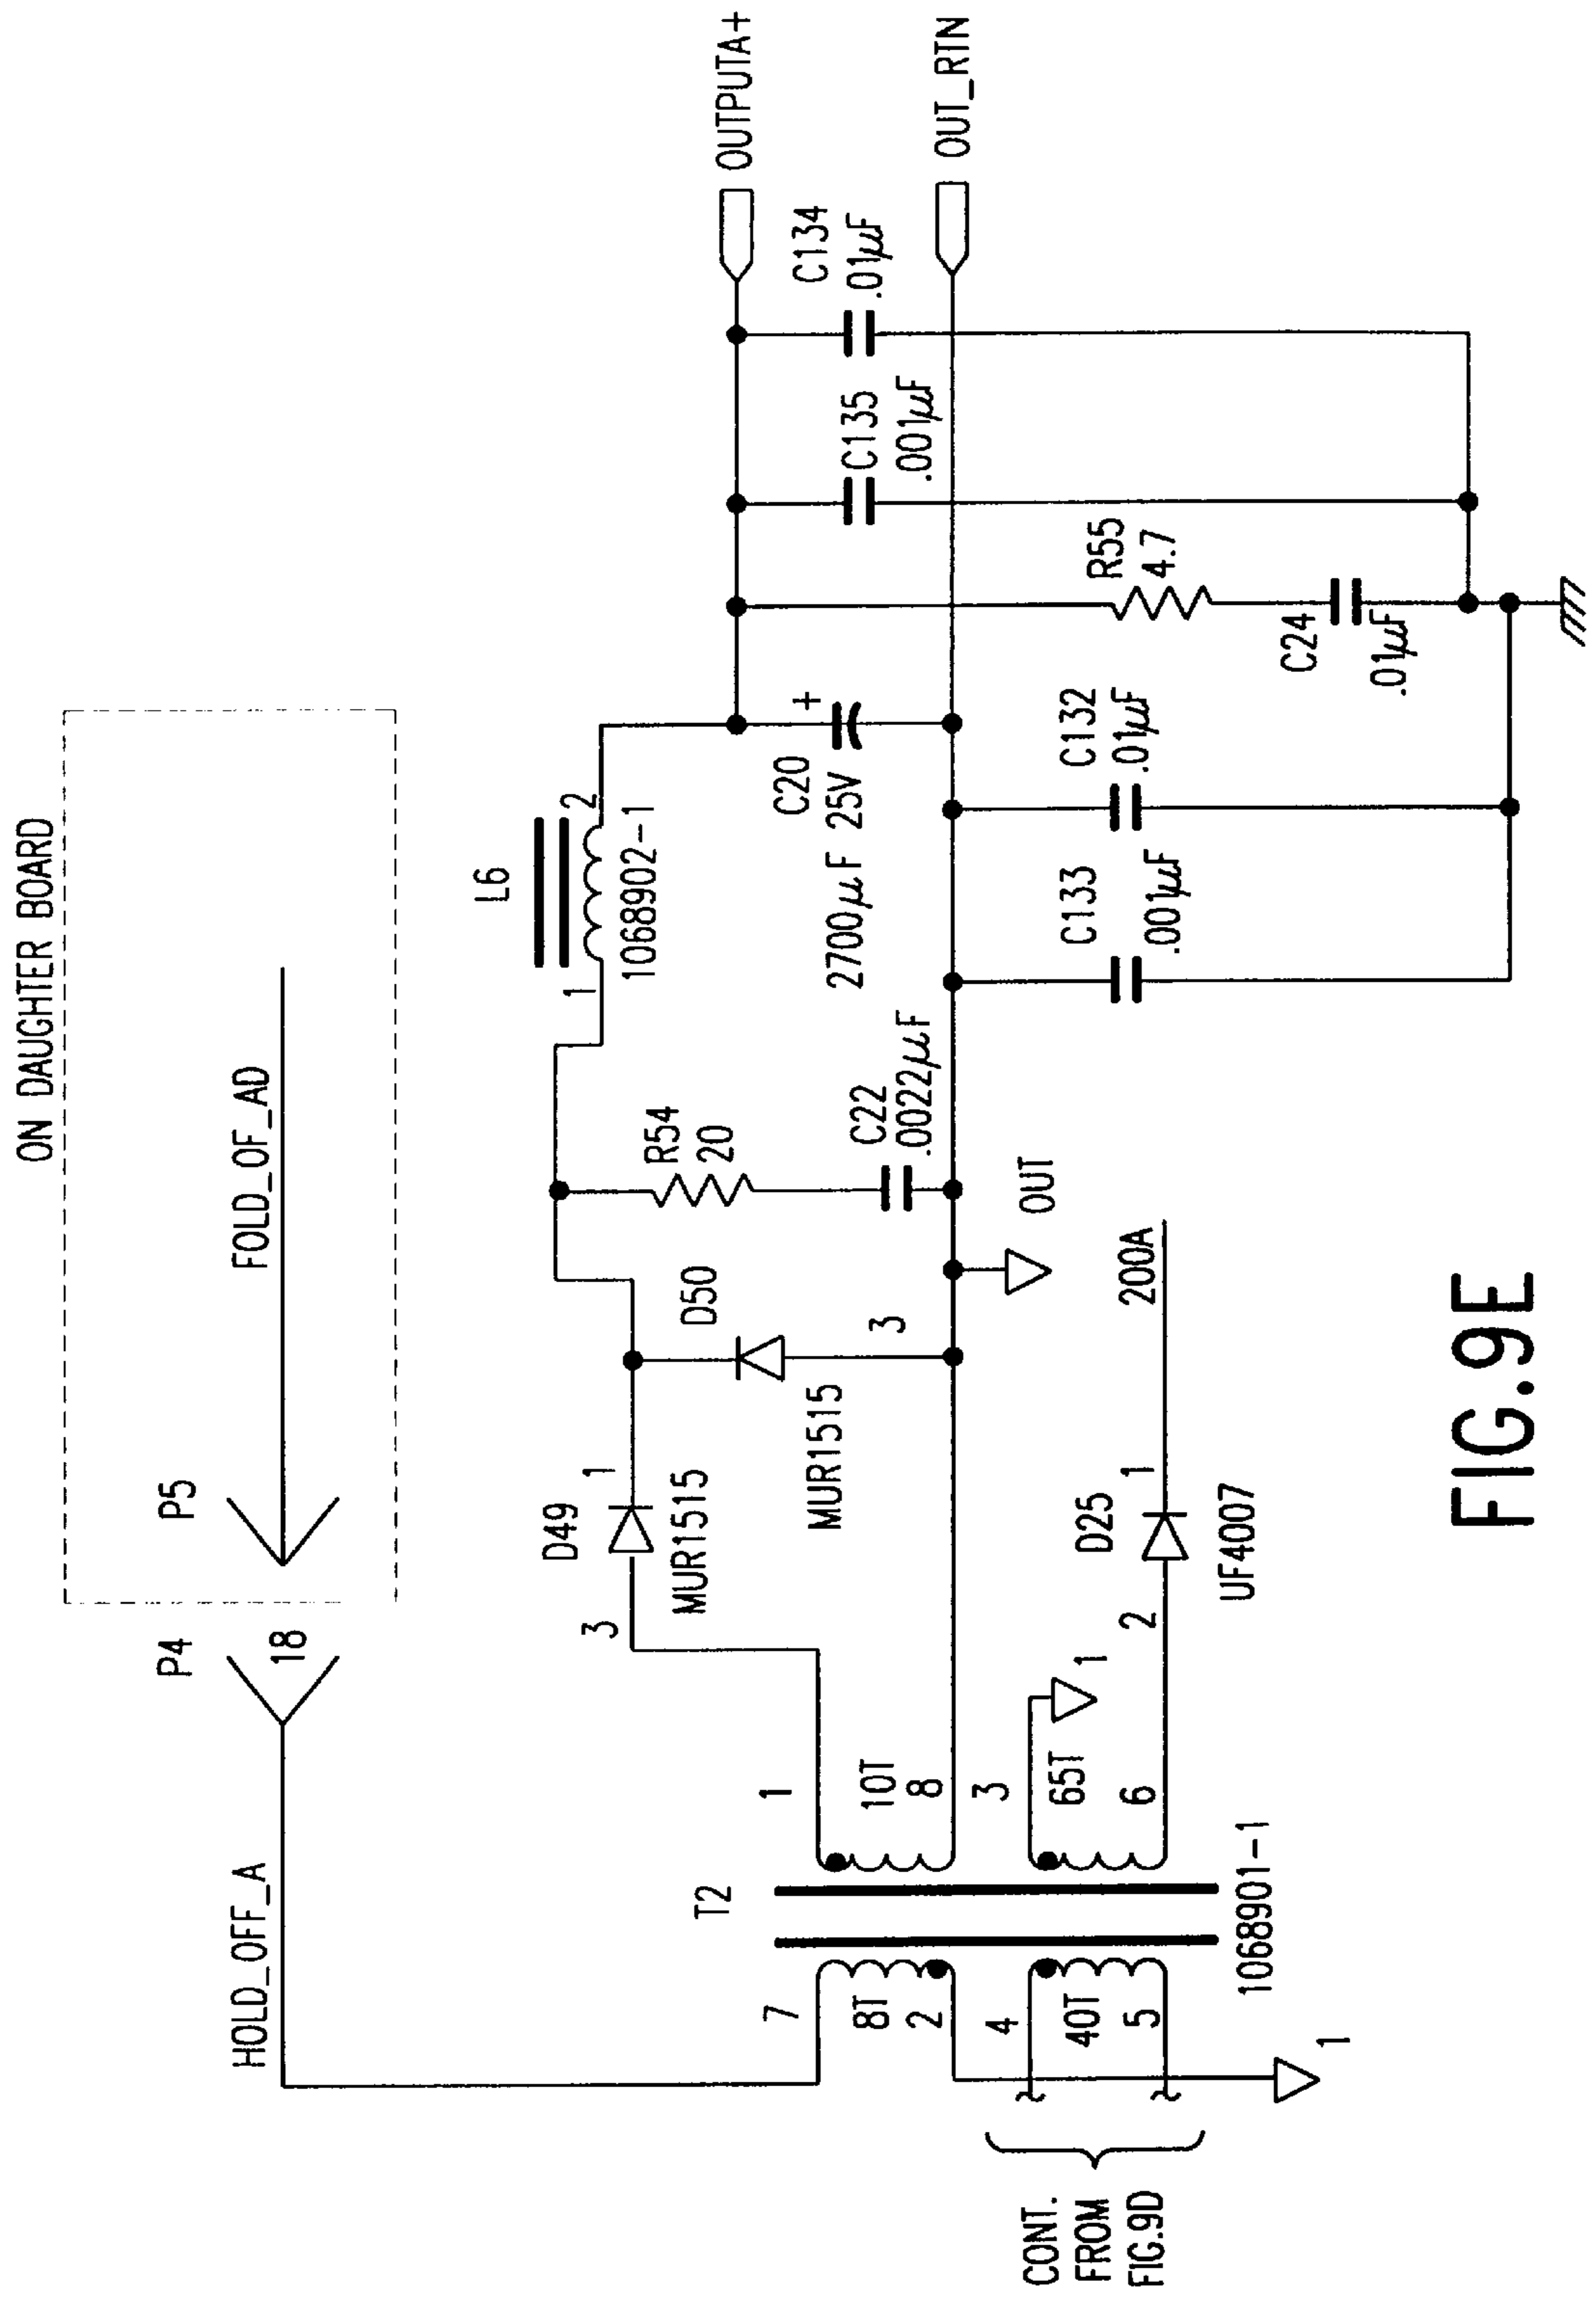 ON DAUGHTER BOARD
P4
P5
18
FOLD_OF_AD
HOLD_OFF_A
L6
1
2
1068902-1
D49
3
1
MUR1515
D50
3
MUR1515
R54
20
C22
.0022µF
C20
+
2700µF 25V
OUTPUTA+
C134
.01µF
C135
.001µF
OUT_RTN
R55
4.7
C24
.01µF
C132
.01µF
C133
.001µF
OUT
T2
7
8T
2
4
40T
5
1
10T
8
3
65T
6
1
1
1068901-1
D25
2
1
UF4007
200A
CONT.
FROM
FIG.9D
FIG.9E